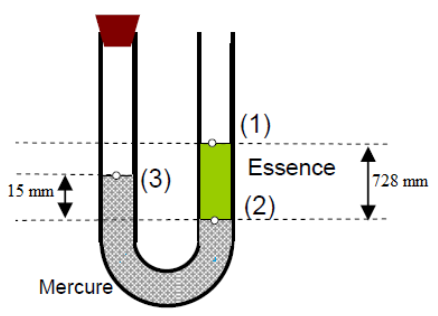 (1)
Essence
(3)
728 mm
15 mm
(2)
Mercure